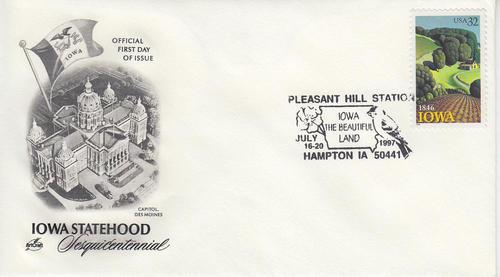 OFFICIAL
FIRST DAY
OF ISSUE
IOWA
CAPITOL,
DES MOINES
IOWA STATEHOOD
Sesquicentennial
ArtCraft
USA 32
1846
IOWA
PLEASANT HILL STATION
IOWA
THE BEAUTIFUL
LAND
JULY
16-20
1997
HAMPTON IA 50441